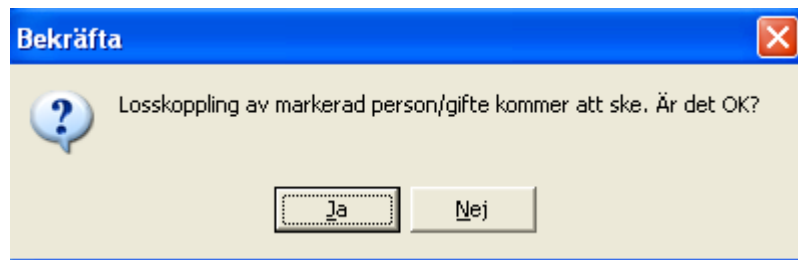 Bekräfta
Losskoppling av markerad person/gifte kommer att ske. Är det OK?
Ja
Nej